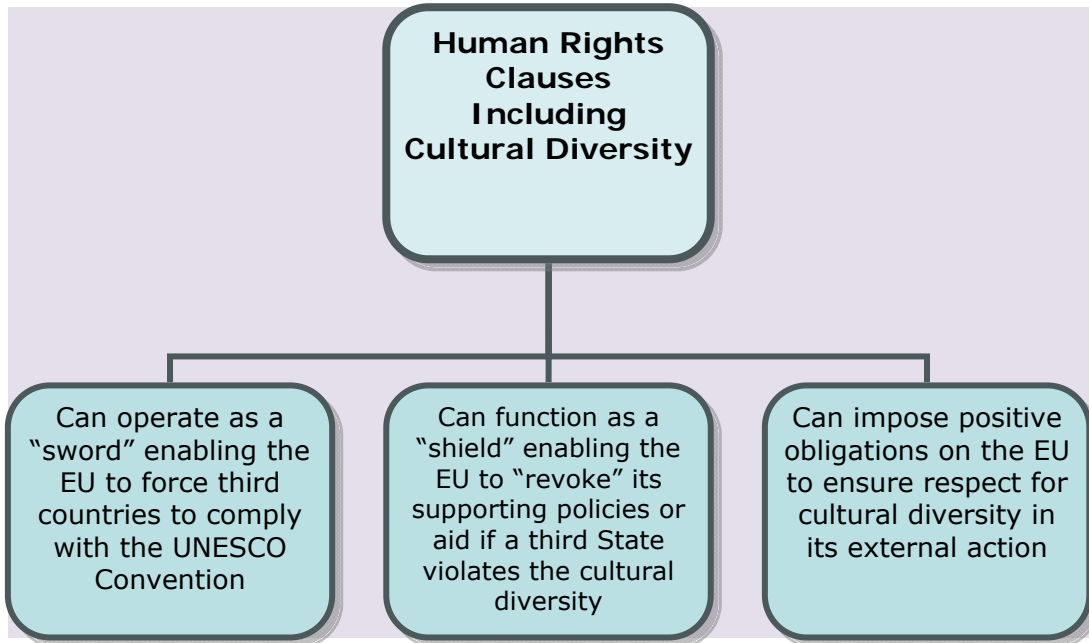 Human Rights
Clauses
Including
Cultural Diversity
Can operate as a
“sword” enabling the
EU to force third
countries to comply
with the UNESCO
Convention
Can function as a
“shield” enabling the
EU to “revoke” its
supporting policies or
aid if a third State
violates the cultural
diversity
Can impose positive
obligations on the EU
to ensure respect for
cultural diversity in
its external action